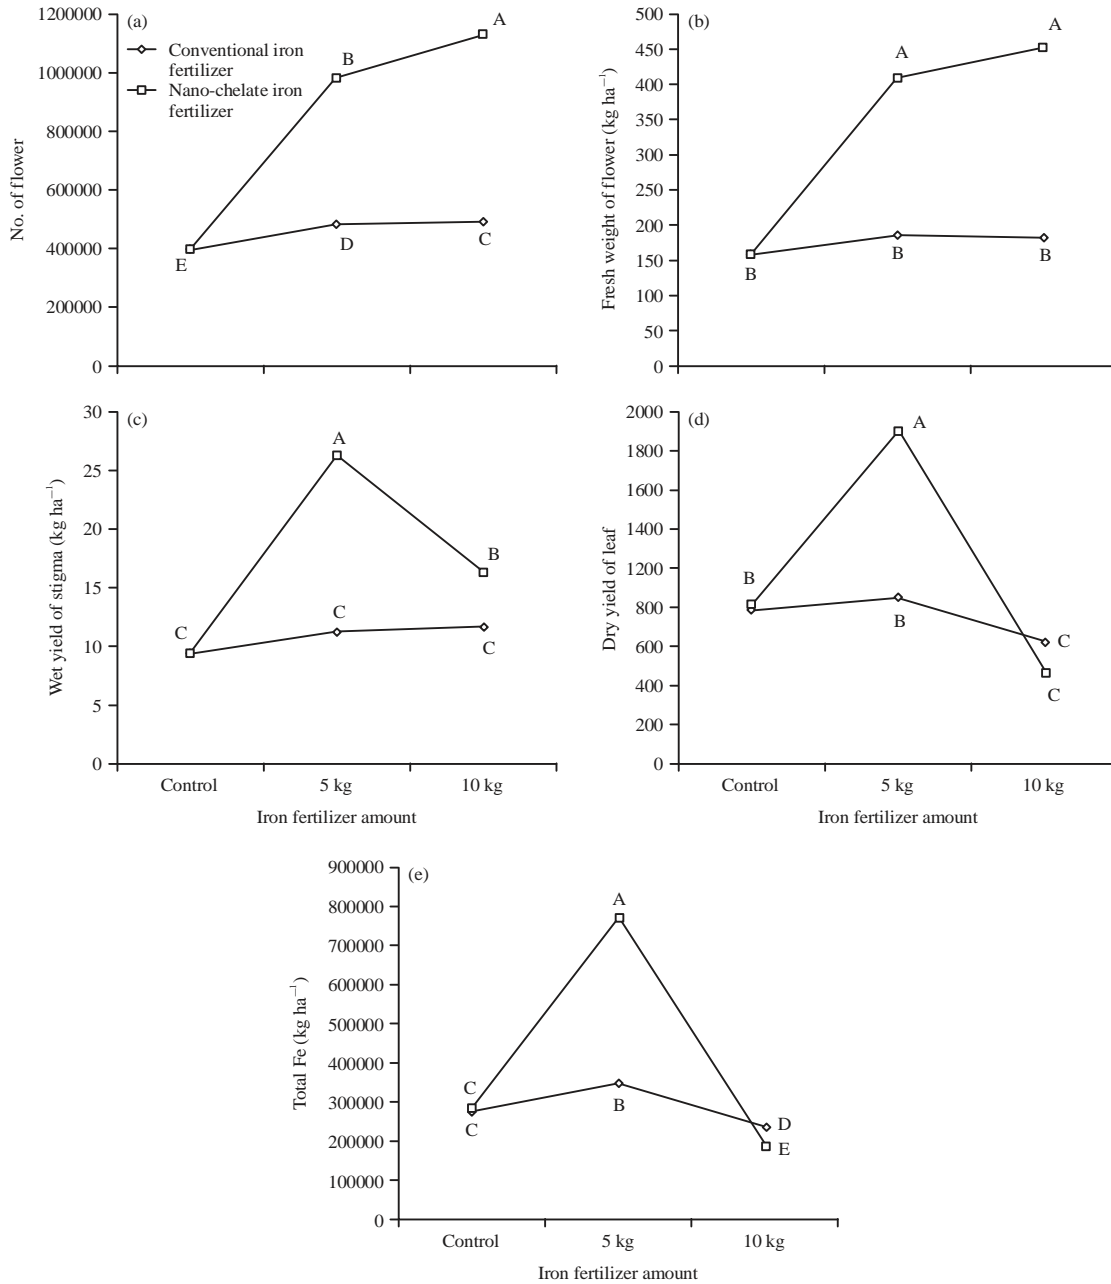 (a)
Conventional iron
fertilizer
Nano-chelate iron
fertilizer
No. of flower
1200000
1000000
800000
600000
400000
200000
0
E
B
A
D
C
(b)
Fresh weight of flower (kg ha−1)
500
450
400
350
300
250
200
150
100
50
0
A
A
B
B
B
(c)
Wet yield of stigma (kg ha−1)
30
25
20
15
10
5
0
A
B
C
C
C
Control
5 kg
10 kg
Iron fertilizer amount
(d)
Dry yield of leaf
2000
1800
1600
1400
1200
800
600
400
200
0
A
B
B
C
C
Control
5 kg
10 kg
Iron fertilizer amount
(e)
Total Fe (kg ha−1)
900000
800000
700000
600000
500000
400000
300000
200000
100000
0
A
C
C
B
D
E
Control
5 kg
10 kg
Iron fertilizer amount